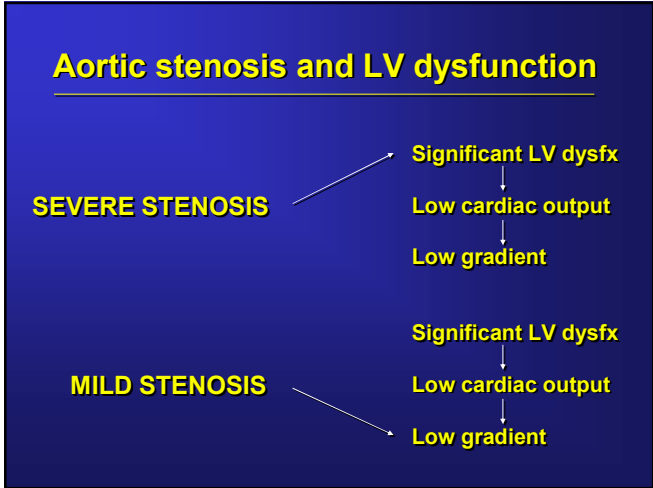 Aortic stenosis and LV dysfunction
SEVERE STENOSIS
Significant LV dysfx
Low cardiac output
Low gradient
MILD STENOSIS
Significant LV dysfx
Low cardiac output
Low gradient